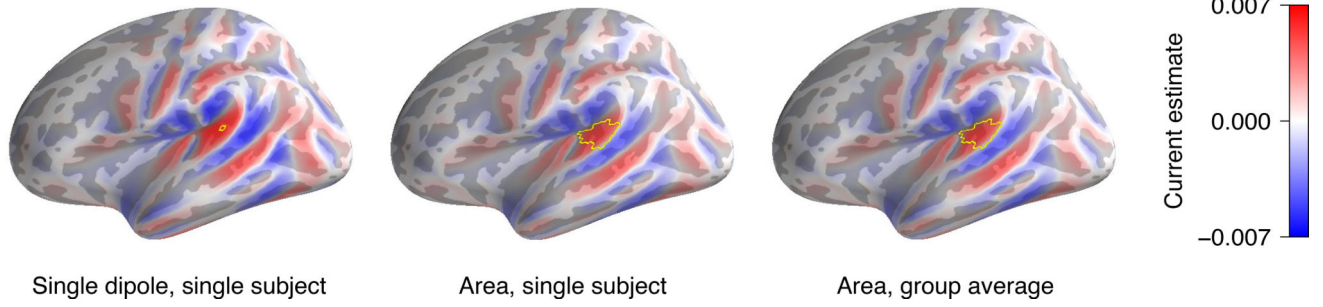 0.007
Current estimate
0.000
−0.007
Single dipole, single subject
Area, single subject
Area, group average